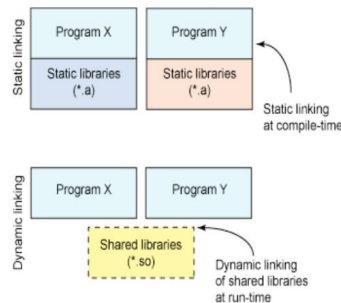 Static linking
Program X
Program Y
Static libraries
(*.a)
Static libraries
(*.a)
Static linking
at compile-time
Dynamic linking
Program X
Program Y
Shared libraries
(*.so)
Dynamic linking
of shared libraries
at run-time